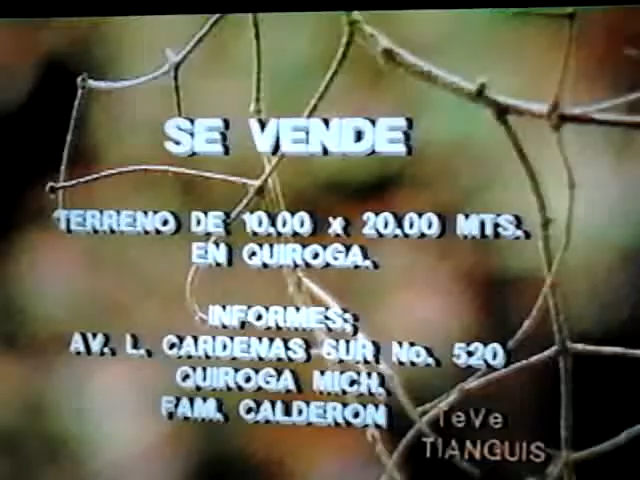 SE VENDE
TERRENO DE 10.00 x 20.00 MTS.
EN QUIROGA.
INFORMES;
AV. L. CARDENAS SUR No. 520
QUIROGA MICH.
FAM. CALDERON
TeVe
TIANGUIS